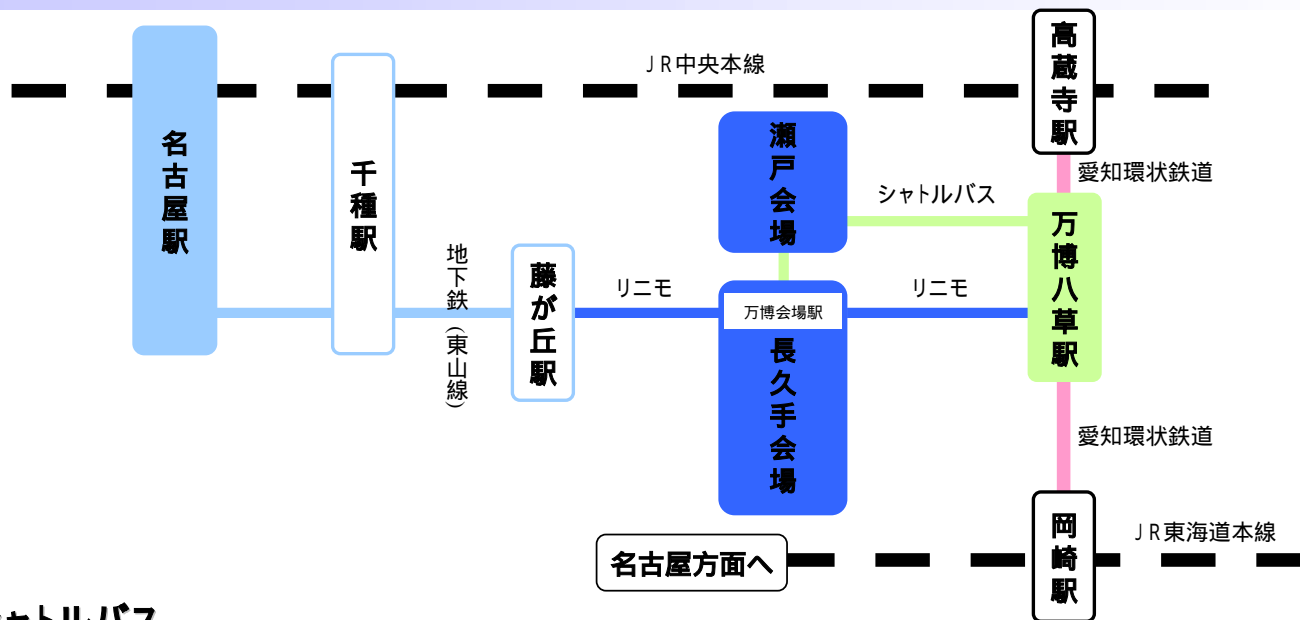 JR中央本線
高蔵寺駅
名古屋駅
千種駅
瀬戸会場
愛知環状鉄道
シャトルバス
万博八草駅
地下鉄(東山線)
藤が丘駅
リニモ
万博会場駅
リニモ
長久手会場
愛知環状鉄道
岡崎駅
JR東海道本線
名古屋方面へ
トルバス